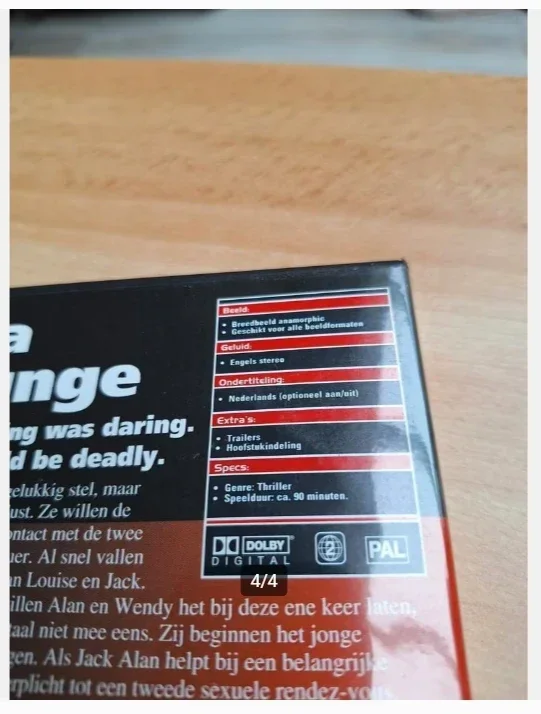 a
nge
ng was daring.
d be deadly.
gelukkig stel, maar
ust. Ze willen de
ontact met de twee
uer. Al snel vallen
an Louise en Jack.
illen Alan en Wendy het bij deze ene keer laten,
taal niet mee eens. Zij beginnen het jonge
gen. Als Jack Alan helpt bij een belangrijke
rplicht tot een tweede sexuele rendez-vous
Beeld:
• Breedbeeld anamorphic
• Geschikt voor alle beeldformaten
Geluid:
• Engels stereo
Ondertiteling:
• Nederlands (optioneel aan/uit)
Extra's:
• Trailers
• Hoofstukindeling
Specs:
• Genre: Thriller
• Speelduur: ca. 90 minuten.
DOLBY
DIGITAL
2
PAL
4/4